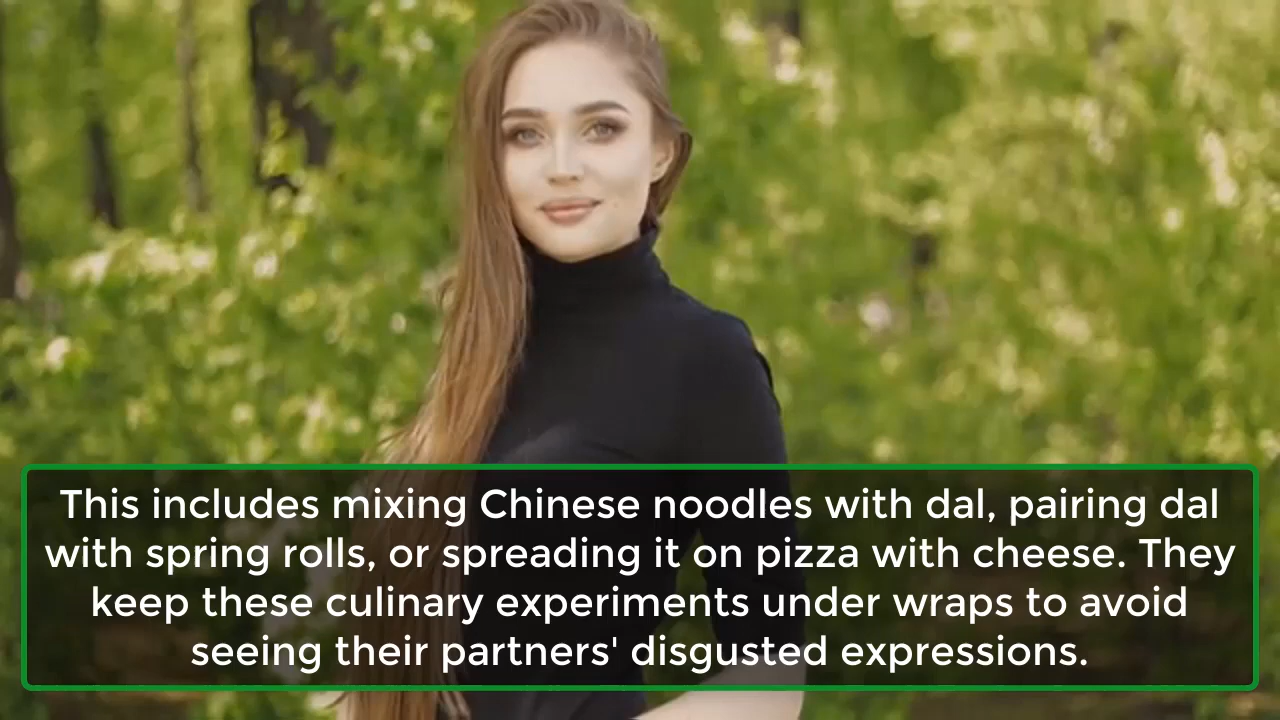 This includes mixing Chinese noodles with dal, pairing dal
with spring rolls, or spreading it on pizza with cheese. They
keep these culinary experiments under wraps to avoid
seeing their partners' disgusted expressions.